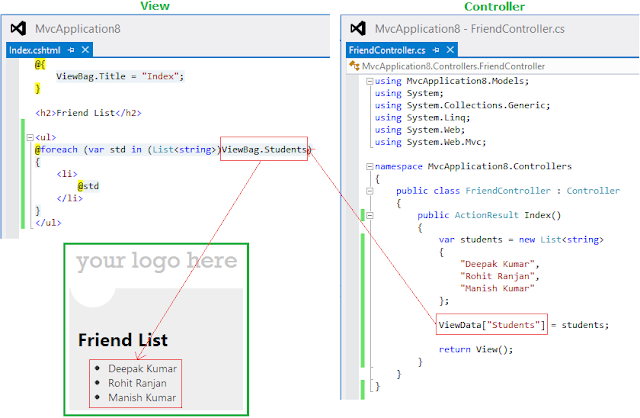 View
MvcApplication8
Index.cshtml
@{
ViewBag.Title = "Index";
}
<h2>Friend List</h2>
<ul>
@foreach (var std in (List<string>)ViewBag.Students)
{
<li>
@std
</li>
}
</ul>
your logo here
Friend List
Deepak Kumar
Rohit Ranjan
Manish Kumar
Controller
MvcApplication8 - FriendController.cs
FriendController.cs
MvcApplication8.Controllers.FriendController
using MvcApplication8.Models;
using System;
using System.Collections.Generic;
using System.Linq;
using System.Web;
using System.Web.Mvc;
namespace MvcApplication8.Controllers
{
public class FriendController : Controller
{
public ActionResult Index()
{
var students = new List<string>
{
"Deepak Kumar",
"Rohit Ranjan",
"Manish Kumar"
};
ViewData["Students"] = students;
return View();
}
}
}